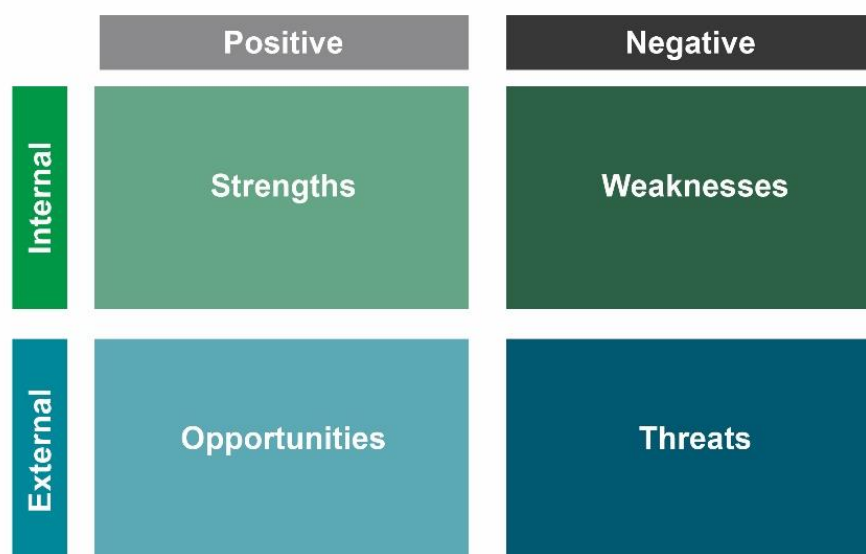 Positive
Negative
Internal
Strengths
Weaknesses
External
Opportunities
Threats